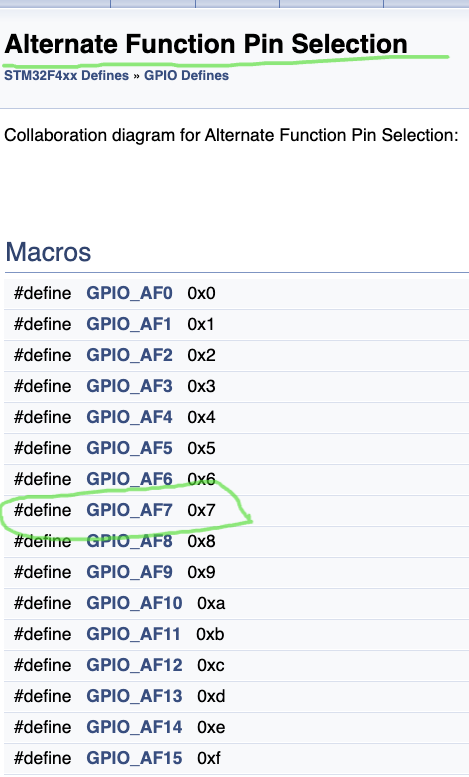 Alternate Function Pin Selection
STM32F4xx Defines » GPIO Defines
Collaboration diagram for Alternate Function Pin Selection:
Macros
#define GPIO_AF0 0x0
#define GPIO_AF1 0x1
#define GPIO_AF2 0x2
#define GPIO_AF3 0x3
#define GPIO_AF4 0x4
#define GPIO_AF5 0x5
#define GPIO_AF6 0x6
#define GPIO_AF7 0x7
#define GPIO_AF8 0x8
#define GPIO_AF9 0x9
#define GPIO_AF10 0xa
#define GPIO_AF11 0xb
#define GPIO_AF12 0xc
#define GPIO_AF13 0xd
#define GPIO_AF14 0xe
#define GPIO_AF15 0xf